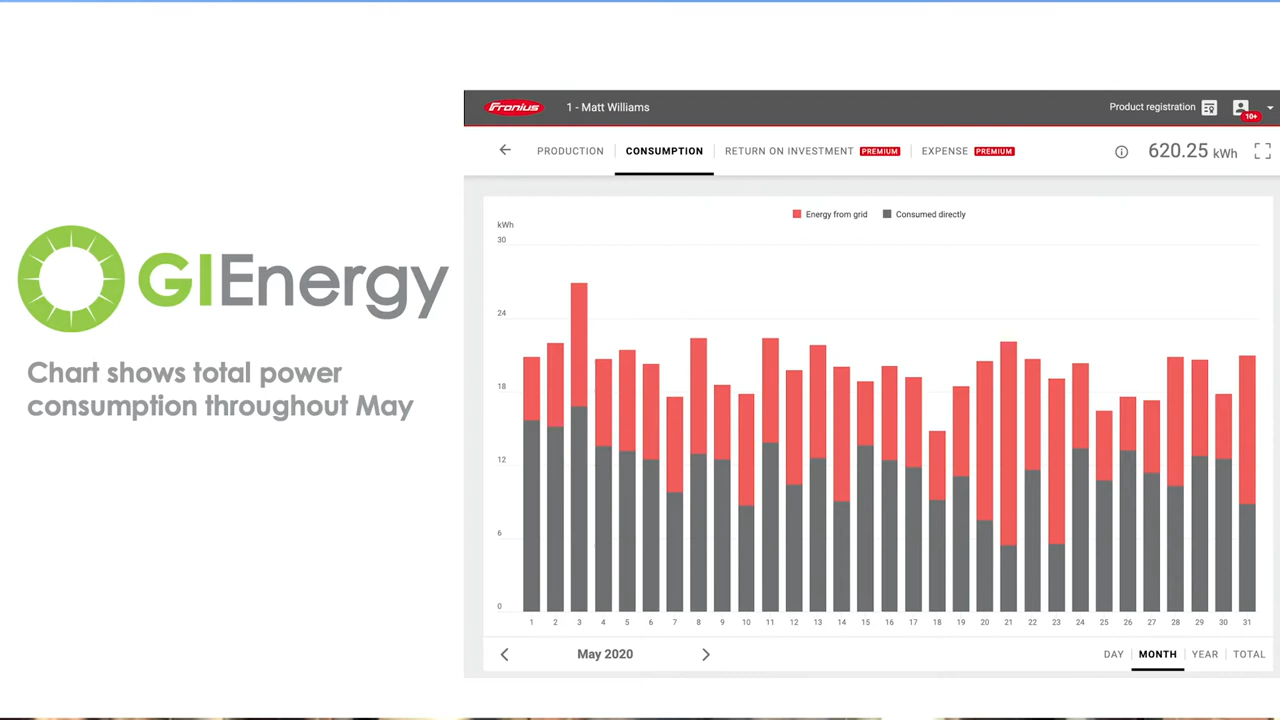 Fronius
1 - Matt Williams
Product registration
10+
PRODUCTION
CONSUMPTION
RETURN ON INVESTMENT PREMIUM
EXPENSE PREMIUM
620.25 kWh
GIEnergy
Chart shows total power
consumption throughout May
Energy from grid
Consumed directly
kWh
30
24
18
12
6
0
1 2 3 4 5 6 7 8 9 10 11 12 13 14 15 16 17 18 19 20 21 22 23 24 25 26 27 28 29 30 31
May 2020
DAY
MONTH
YEAR
TOTAL